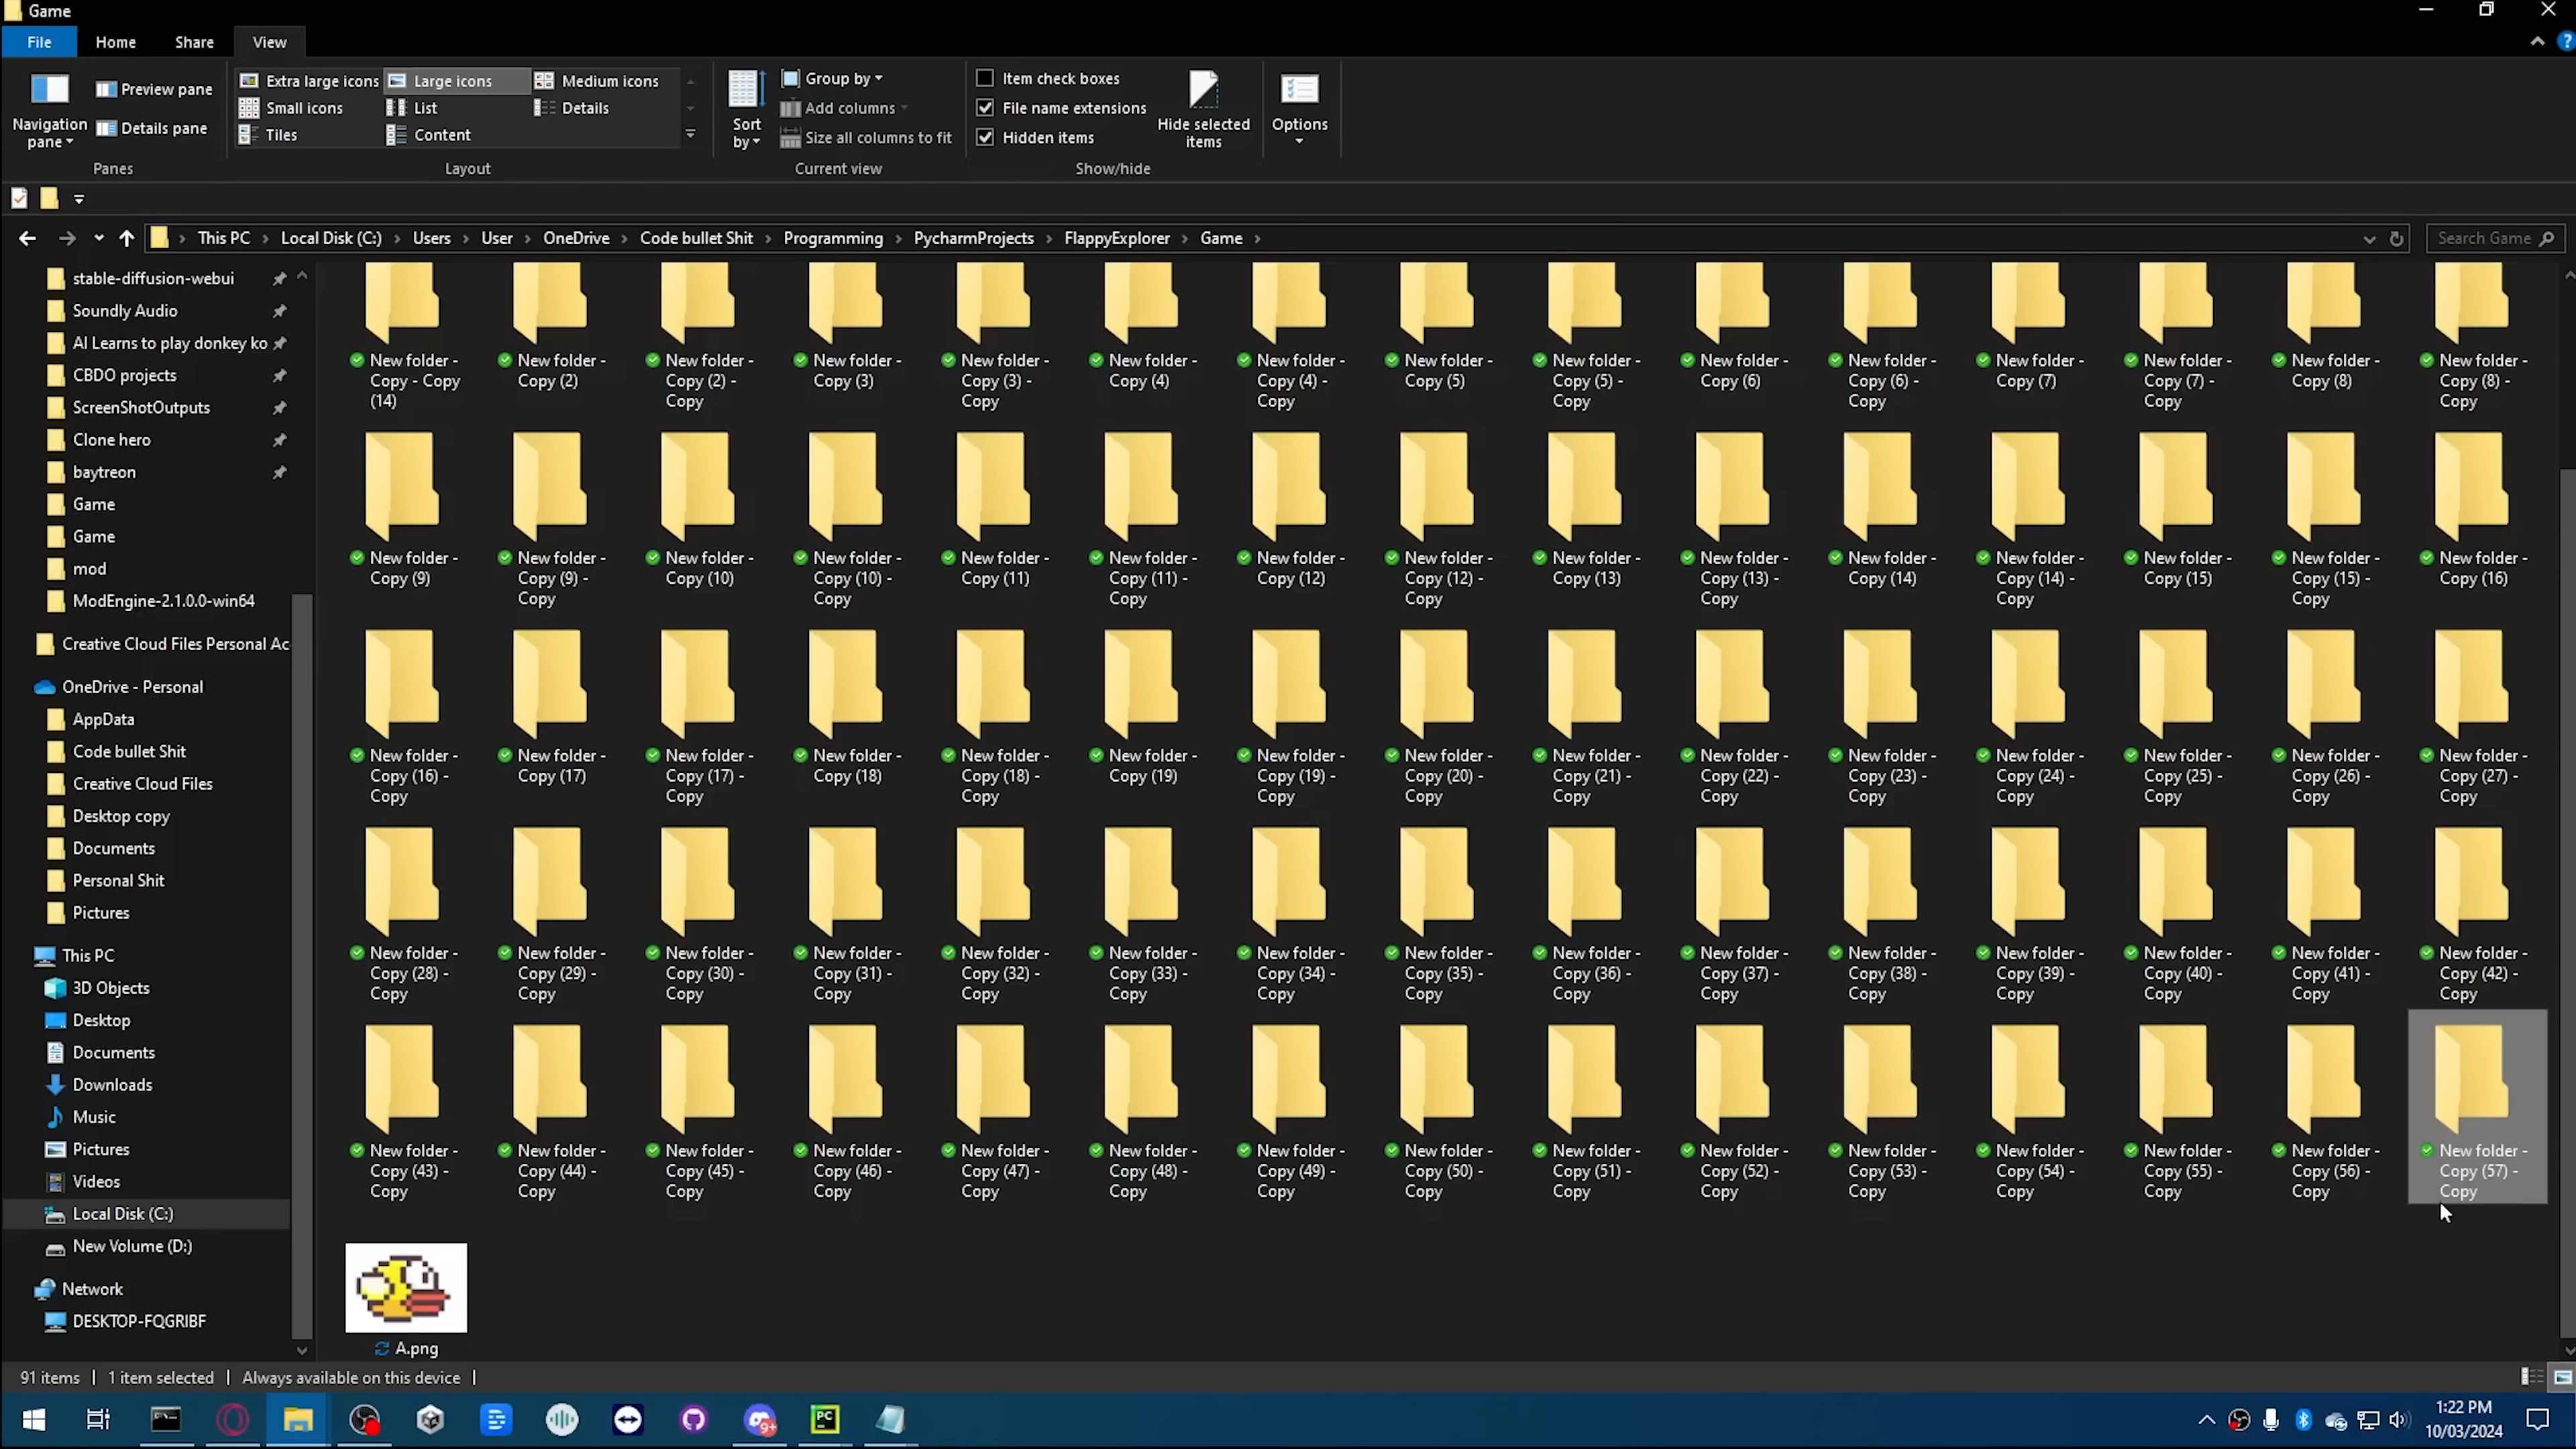 Game
File Home Share View
Navigation pane
Preview pane
Details pane
Panes
Extra large icons Large icons Medium icons
Small icons List Details
Tiles Content
Layout
Sort by
Group by
Add columns
Size all columns to fit
Current view
Item check boxes
File name extensions
Hidden items
Hide selected items
Show/hide
Options
This PC › Local Disk (C:) › Users › User › OneDrive › Code bullet Shit › Programming › PycharmProjects › FlappyExplorer › Game ›
Search Game
stable-diffusion-webui
Soundly Audio
AI Learns to play donkey ko
CBDO projects
ScreenShotOutputs
Clone hero
baytreon
Game
Game
mod
ModEngine-2.1.0.0-win64
Creative Cloud Files Personal Ac
OneDrive - Personal
AppData
Code bullet Shit
Creative Cloud Files
Desktop copy
Documents
Personal Shit
Pictures
This PC
3D Objects
Desktop
Documents
Downloads
Music
Pictures
Videos
Local Disk (C:)
New Volume (D:)
Network
DESKTOP-FQGRIBF
New folder - Copy - Copy (14)
New folder - Copy (2)
New folder - Copy (2) - Copy
New folder - Copy (3)
New folder - Copy (3) - Copy
New folder - Copy (4)
New folder - Copy (4) - Copy
New folder - Copy (5)
New folder - Copy (5) - Copy
New folder - Copy (6)
New folder - Copy (6) - Copy
New folder - Copy (7)
New folder - Copy (7) - Copy
New folder - Copy (8)
New folder - Copy (8) - Copy
New folder - Copy (9)
New folder - Copy (9) - Copy
New folder - Copy (10)
New folder - Copy (10) - Copy
New folder - Copy (11)
New folder - Copy (11) - Copy
New folder - Copy (12)
New folder - Copy (12) - Copy
New folder - Copy (13)
New folder - Copy (13) - Copy
New folder - Copy (14)
New folder - Copy (14) - Copy
New folder - Copy (15)
New folder - Copy (15) - Copy
New folder - Copy (16)
New folder - Copy (16) - Copy
New folder - Copy (17)
New folder - Copy (17) - Copy
New folder - Copy (18)
New folder - Copy (18) - Copy
New folder - Copy (19)
New folder - Copy (19) - Copy
New folder - Copy (20) - Copy
New folder - Copy (21) - Copy
New folder - Copy (22) - Copy
New folder - Copy (23) - Copy
New folder - Copy (24) - Copy
New folder - Copy (25) - Copy
New folder - Copy (26) - Copy
New folder - Copy (27) - Copy
New folder - Copy (28) - Copy
New folder - Copy (29) - Copy
New folder - Copy (30) - Copy
New folder - Copy (31) - Copy
New folder - Copy (32) - Copy
New folder - Copy (33) - Copy
New folder - Copy (34) - Copy
New folder - Copy (35) - Copy
New folder - Copy (36) - Copy
New folder - Copy (37) - Copy
New folder - Copy (38) - Copy
New folder - Copy (39) - Copy
New folder - Copy (40) - Copy
New folder - Copy (41) - Copy
New folder - Copy (42) - Copy
New folder - Copy (43) - Copy
New folder - Copy (44) - Copy
New folder - Copy (45) - Copy
New folder - Copy (46) - Copy
New folder - Copy (47) - Copy
New folder - Copy (48) - Copy
New folder - Copy (49) - Copy
New folder - Copy (50) - Copy
New folder - Copy (51) - Copy
New folder - Copy (52) - Copy
New folder - Copy (53) - Copy
New folder - Copy (54) - Copy
New folder - Copy (55) - Copy
New folder - Copy (56) - Copy
New folder - Copy (57) - Copy
A.png
91 items 1 item selected Always available on this device
9+
PC
1:22 PM
10/03/2024